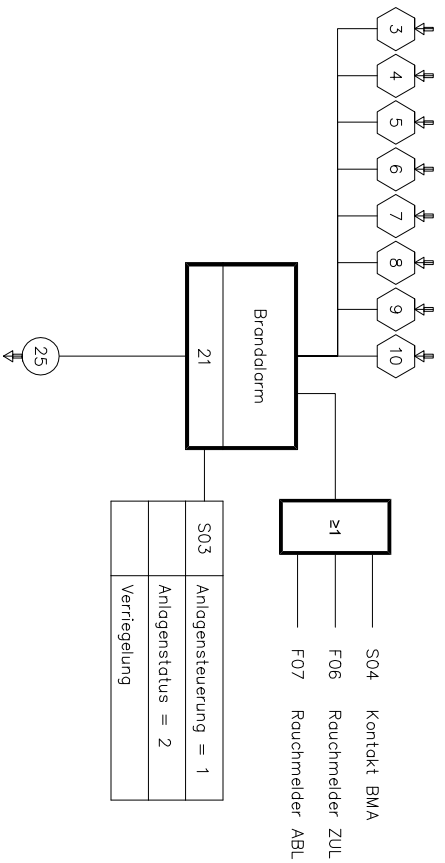 3
4
5
6
7
8
9
10
Brandalarm
21
25
≥1
S04 Kontakt BMA
F06 Rauchmelder ZUL
F07 Rauchmelder ABL
S03 Anlagensteuerung = 1
Anlagenstatus = 2
Verriegelung